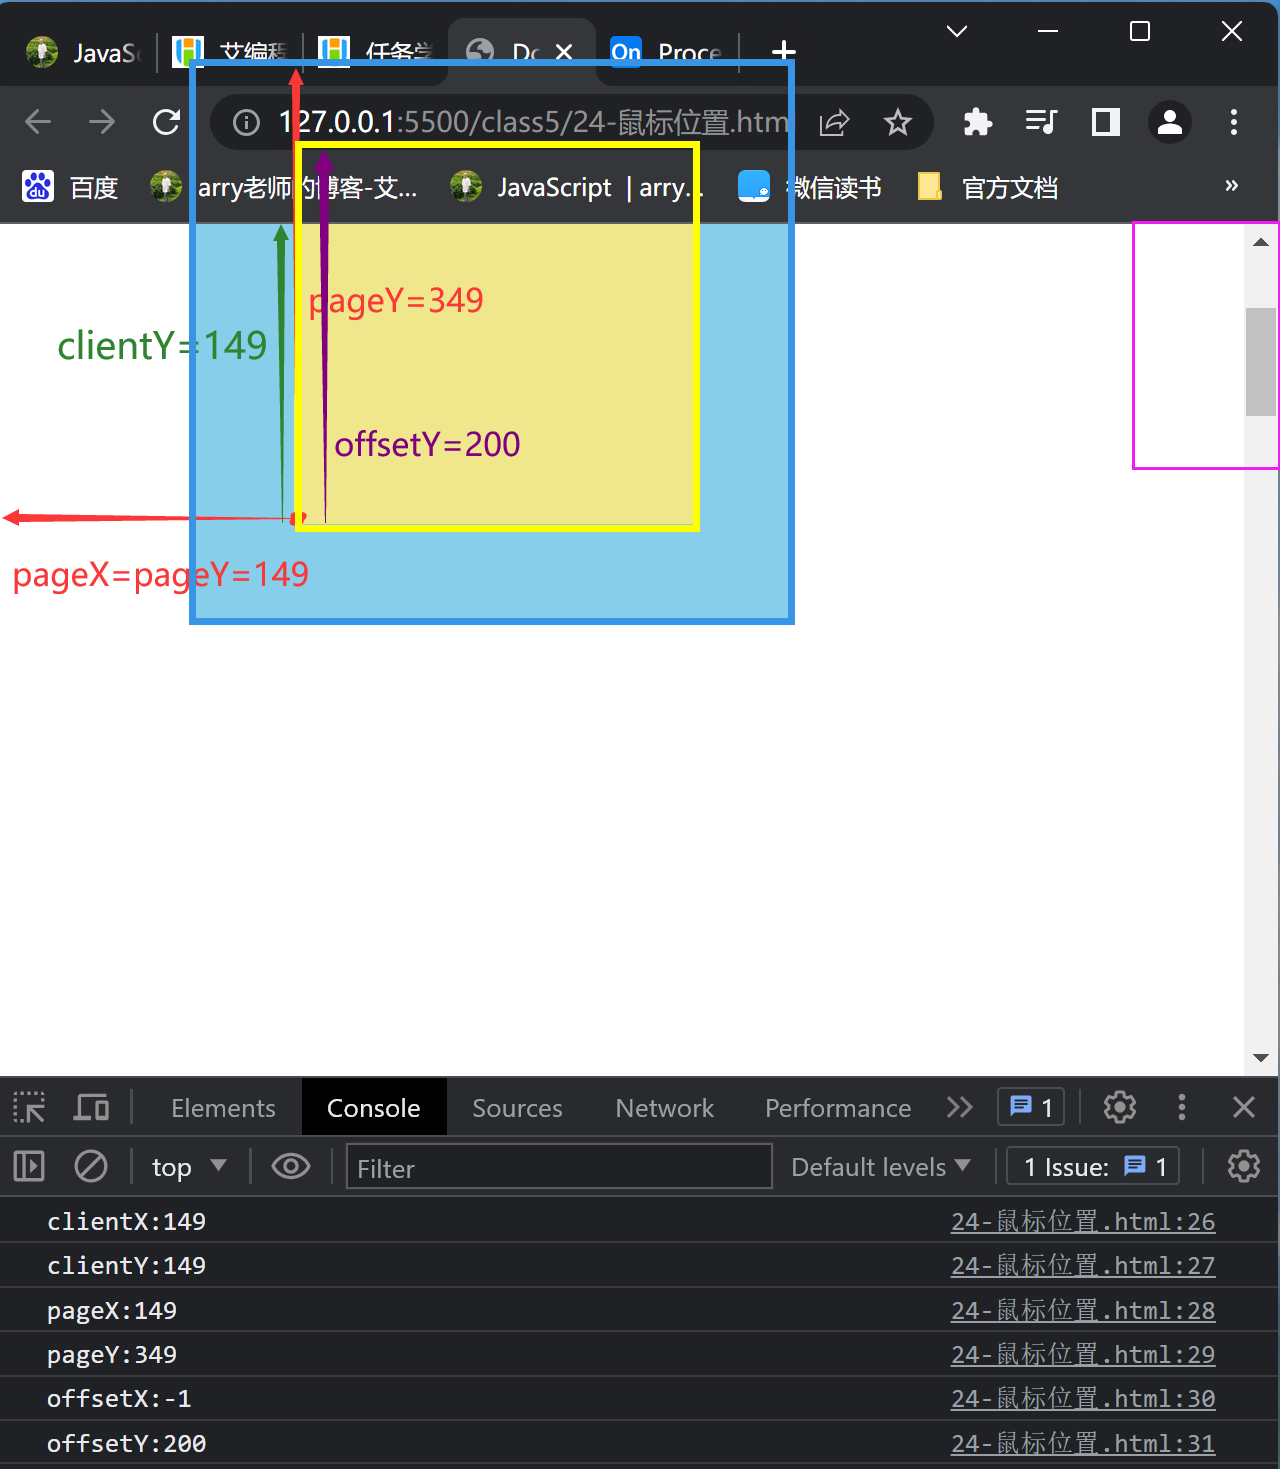 JavaSc
艾编程
任务学
Do
On
Proce
127.0.0.1:5500/class5/24-鼠标位置.htm
du
百度
arry老师的博客-艾...
JavaScript | arry...
微信读书
官方文档
»
pageY=349
clientY=149
offsetY=200
pageX=pageY=149
Elements
Console
Sources
Network
Performance
1
top
Filter
Default levels
1 Issue:
1
clientX:149
24-鼠标位置.html:26
clientY:149
24-鼠标位置.html:27
pageX:149
24-鼠标位置.html:28
pageY:349
24-鼠标位置.html:29
offsetX:-1
24-鼠标位置.html:30
offsetY:200
24-鼠标位置.html:31